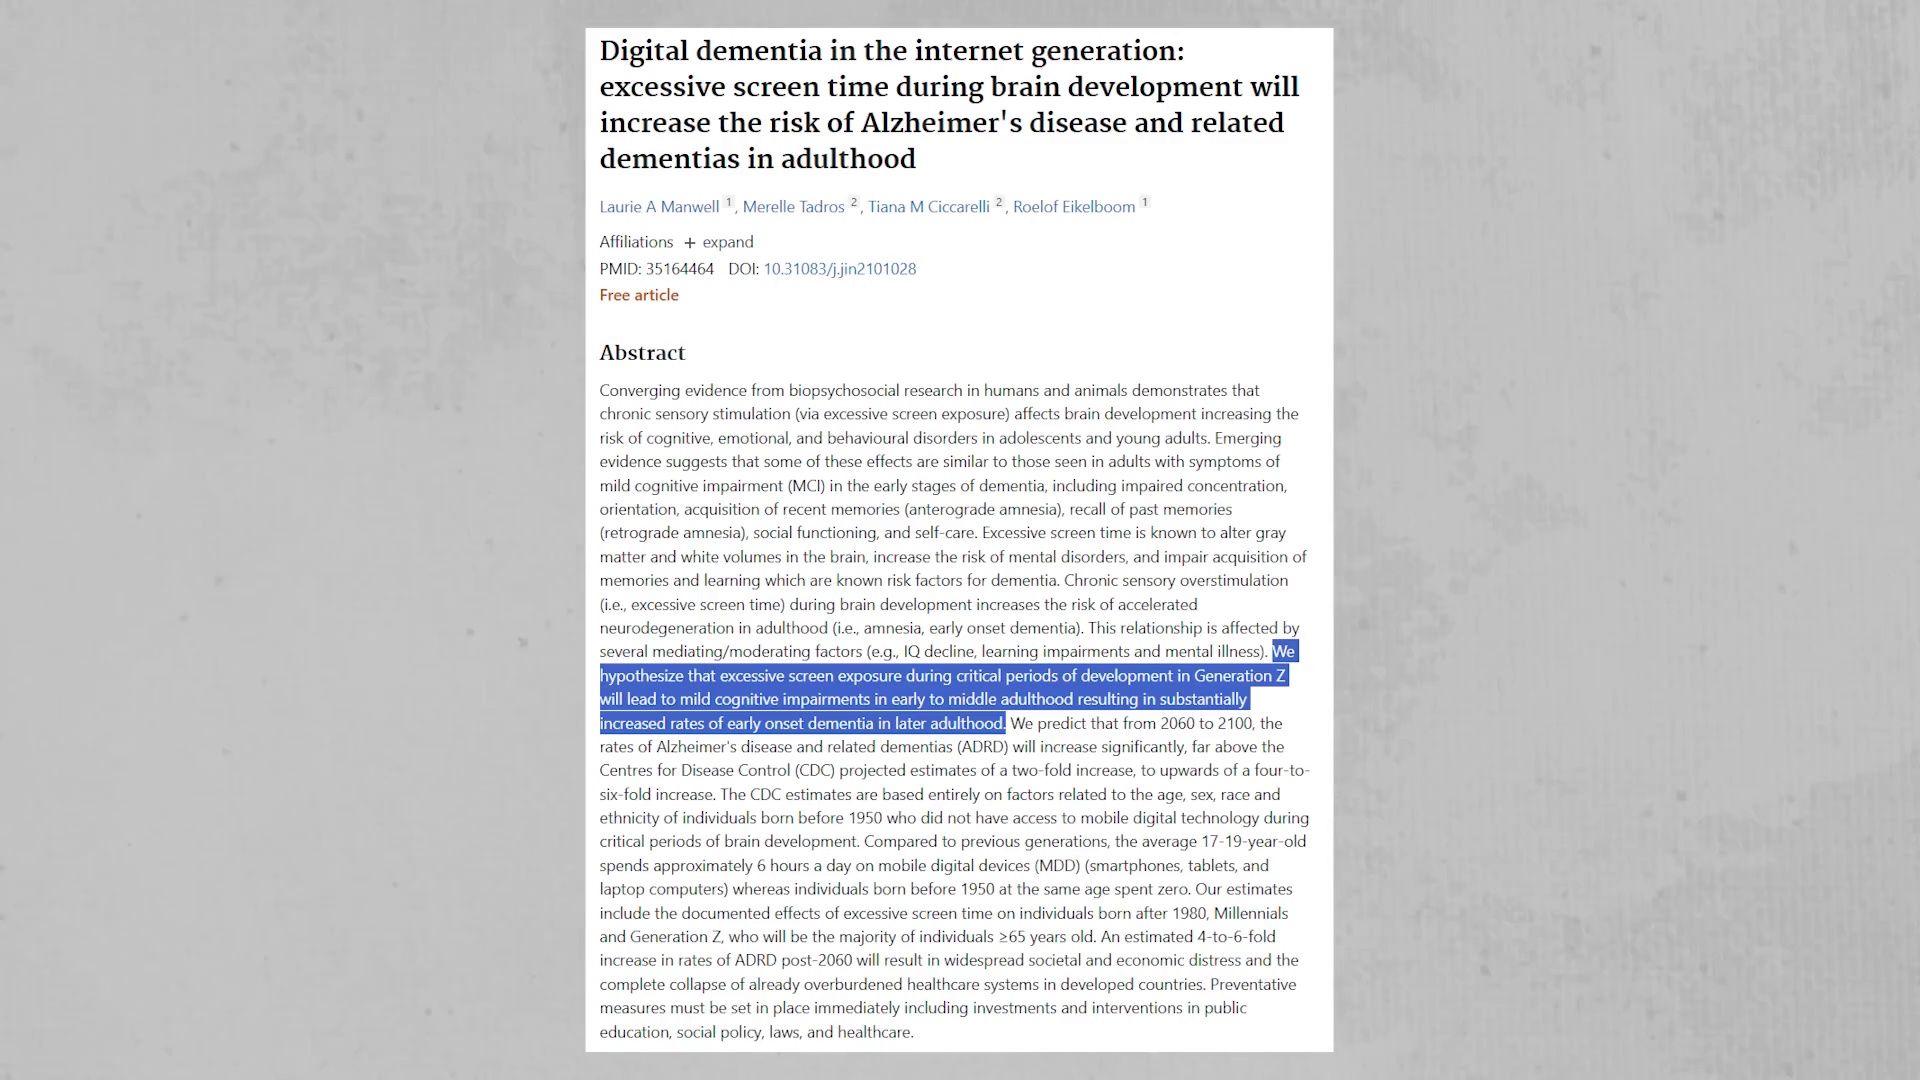 Digital dementia in the internet generation:
excessive screen time during brain development will
increase the risk of Alzheimer's disease and related
dementias in adulthood
Laurie A Manwell 1, Merelle Tadros 2, Tiana M Ciccarelli 2, Roelof Eikelboom 1
Affiliations + expand
PMID: 35164464 DOI: 10.31083/j.jin2101028
Free article
Abstract
Converging evidence from biopsychosocial research in humans and animals demonstrates that
chronic sensory stimulation (via excessive screen exposure) affects brain development increasing the
risk of cognitive, emotional, and behavioural disorders in adolescents and young adults. Emerging
evidence suggests that some of these effects are similar to those seen in adults with symptoms of
mild cognitive impairment (MCI) in the early stages of dementia, including impaired concentration,
orientation, acquisition of recent memories (anterograde amnesia), recall of past memories
(retrograde amnesia), social functioning, and self-care. Excessive screen time is known to alter gray
matter and white volumes in the brain, increase the risk of mental disorders, and impair acquisition of
memories and learning which are known risk factors for dementia. Chronic sensory overstimulation
(i.e., excessive screen time) during brain development increases the risk of accelerated
neurodegeneration in adulthood (i.e., amnesia, early onset dementia). This relationship is affected by
several mediating/moderating factors (e.g., IQ decline, learning impairments and mental illness). We
hypothesize that excessive screen exposure during critical periods of development in Generation Z
will lead to mild cognitive impairments in early to middle adulthood resulting in substantially
increased rates of early onset dementia in later adulthood. We predict that from 2060 to 2100, the
rates of Alzheimer's disease and related dementias (ADRD) will increase significantly, far above the
Centres for Disease Control (CDC) projected estimates of a two-fold increase, to upwards of a four-to-
six-fold increase. The CDC estimates are based entirely on factors related to the age, sex, race and
ethnicity of individuals born before 1950 who did not have access to mobile digital technology during
critical periods of brain development. Compared to previous generations, the average 17-19-year-old
spends approximately 6 hours a day on mobile digital devices (MDD) (smartphones, tablets, and
laptop computers) whereas individuals born before 1950 at the same age spent zero. Our estimates
include the documented effects of excessive screen time on individuals born after 1980, Millennials
and Generation Z, who will be the majority of individuals ≥65 years old. An estimated 4-to-6-fold
increase in rates of ADRD post-2060 will result in widespread societal and economic distress and the
complete collapse of already overburdened healthcare systems in developed countries. Preventative
measures must be set in place immediately including investments and interventions in public
education, social policy, laws, and healthcare.